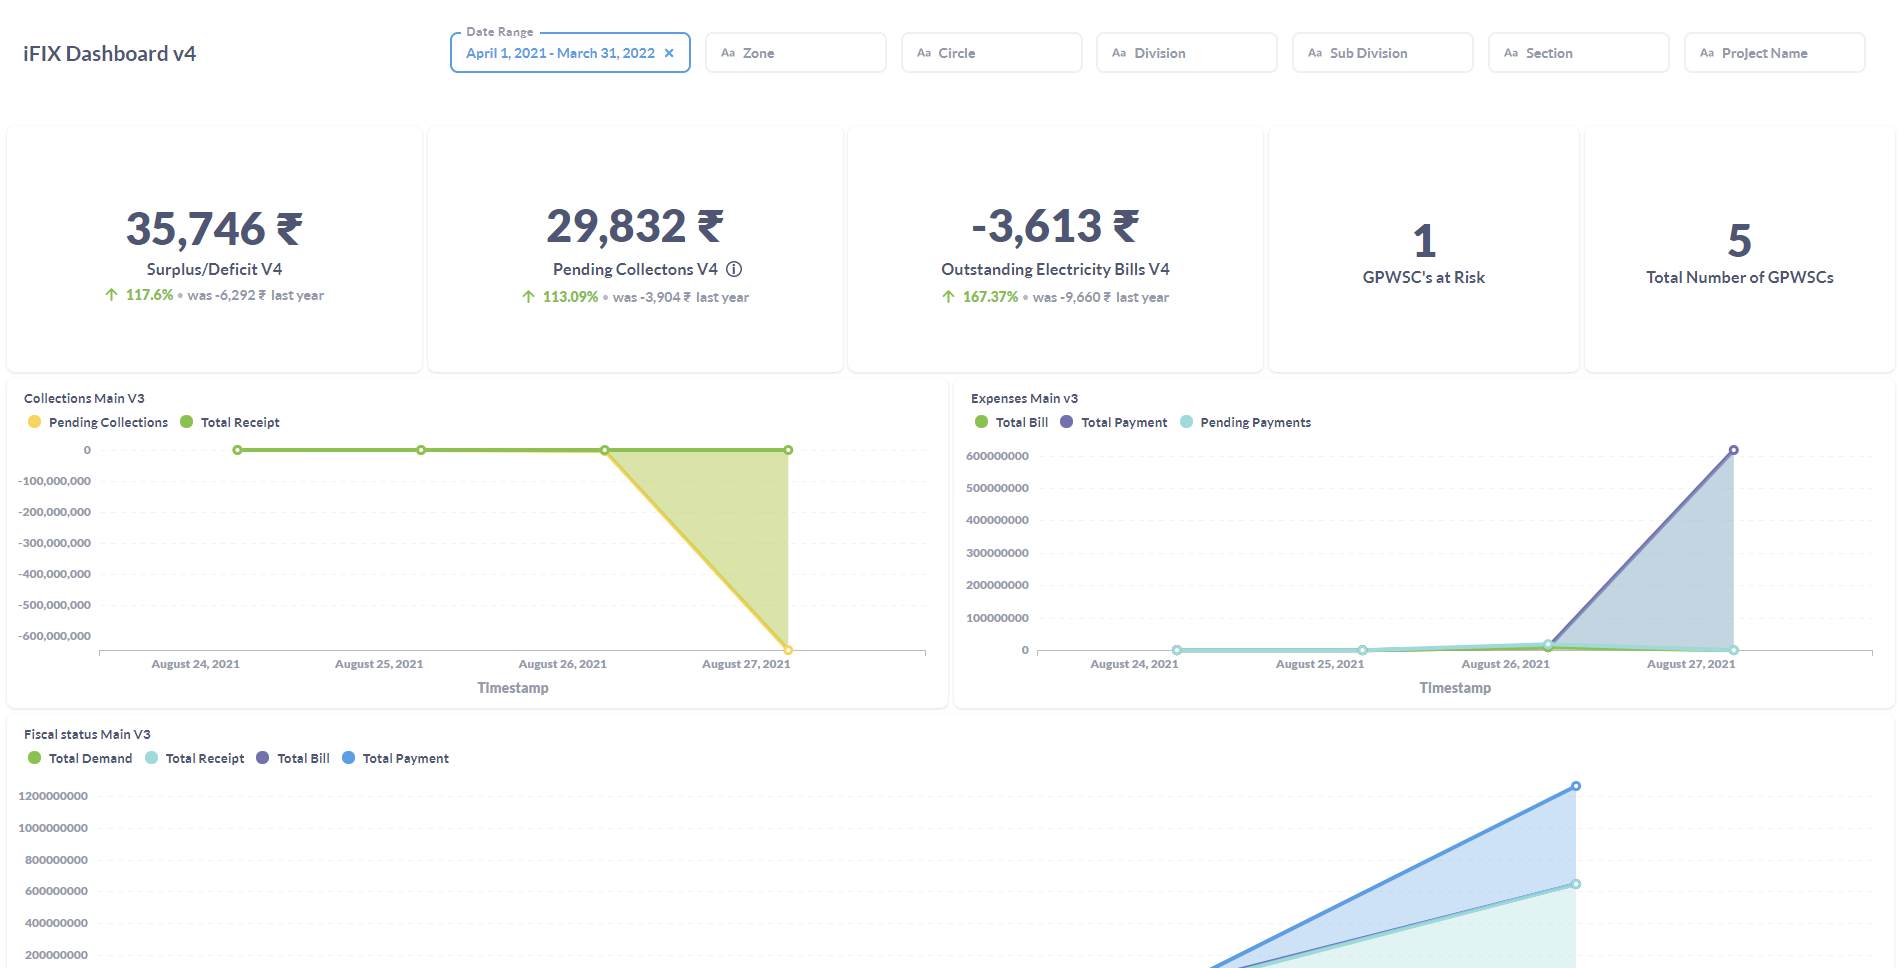 iFIX Dashboard v4
Date Range
April 1, 2021 - March 31, 2022 ×
Aa Zone
Aa Circle
Aa Division
Aa Sub Division
Aa Section
Aa Project Name
35,746 ₹
Surplus/Deficit V4
↑ 117.6% • was -6,292 ₹ last year
29,832 ₹
Pending Collectons V4
↑ 113.09% • was -3,904 ₹ last year
-3,613 ₹
Outstanding Electricity Bills V4
↑ 167.37% • was -9,660 ₹ last year
1
GPWSC's at Risk
5
Total Number of GPWSCs
Collections Main V3
Pending Collections Total Receipt
0
-100,000,000
-200,000,000
-300,000,000
-400,000,000
-500,000,000
-600,000,000
August 24, 2021 August 25, 2021 August 26, 2021 August 27, 2021
Timestamp
Expenses Main v3
Total Bill Total Payment Pending Payments
600000000
500000000
400000000
300000000
200000000
100000000
0
August 24, 2021 August 25, 2021 August 26, 2021 August 27, 2021
Timestamp
Fiscal status Main V3
Total Demand Total Receipt Total Bill Total Payment
1200000000
1000000000
800000000
600000000
400000000
200000000